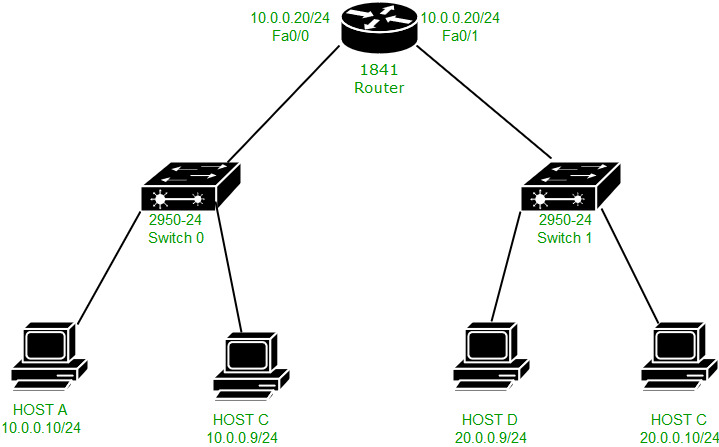 10.0.0.20/24
Fa0/0
10.0.0.20/24
Fa0/1
1841
Router
2950-24
Switch 0
2950-24
Switch 1
HOST A
10.0.0.10/24
HOST C
10.0.0.9/24
HOST D
20.0.0.9/24
HOST C
20.0.0.10/24